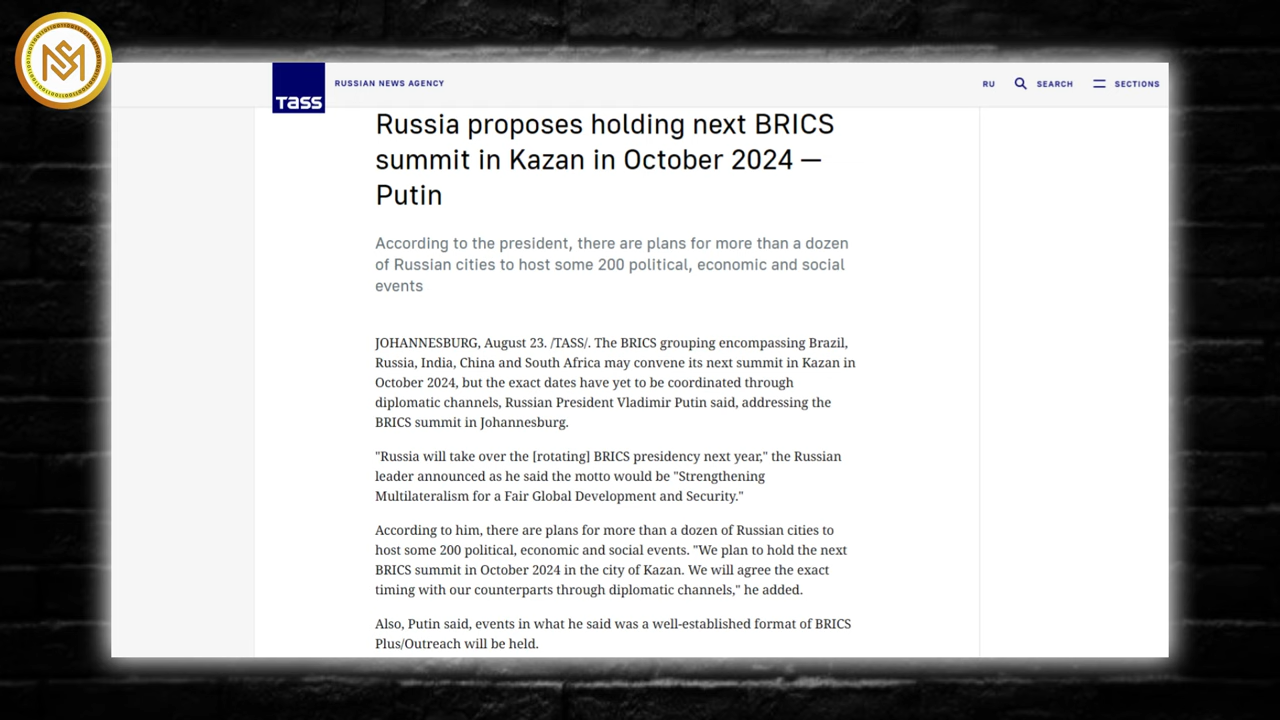 SM
TASS
RUSSIAN NEWS AGENCY
RU
SEARCH
SECTIONS
Russia proposes holding next BRICS
summit in Kazan in October 2024 —
Putin
According to the president, there are plans for more than a dozen
of Russian cities to host some 200 political, economic and social
events
JOHANNESBURG, August 23. /TASS/. The BRICS grouping encompassing Brazil,
Russia, India, China and South Africa may convene its next summit in Kazan in
October 2024, but the exact dates have yet to be coordinated through
diplomatic channels, Russian President Vladimir Putin said, addressing the
BRICS summit in Johannesburg.
"Russia will take over the [rotating] BRICS presidency next year," the Russian
leader announced as he said the motto would be "Strengthening
Multilateralism for a Fair Global Development and Security."
According to him, there are plans for more than a dozen of Russian cities to
host some 200 political, economic and social events. "We plan to hold the next
BRICS summit in October 2024 in the city of Kazan. We will agree the exact
timing with our counterparts through diplomatic channels," he added.
Also, Putin said, events in what he said was a well-established format of BRICS
Plus/Outreach will be held.